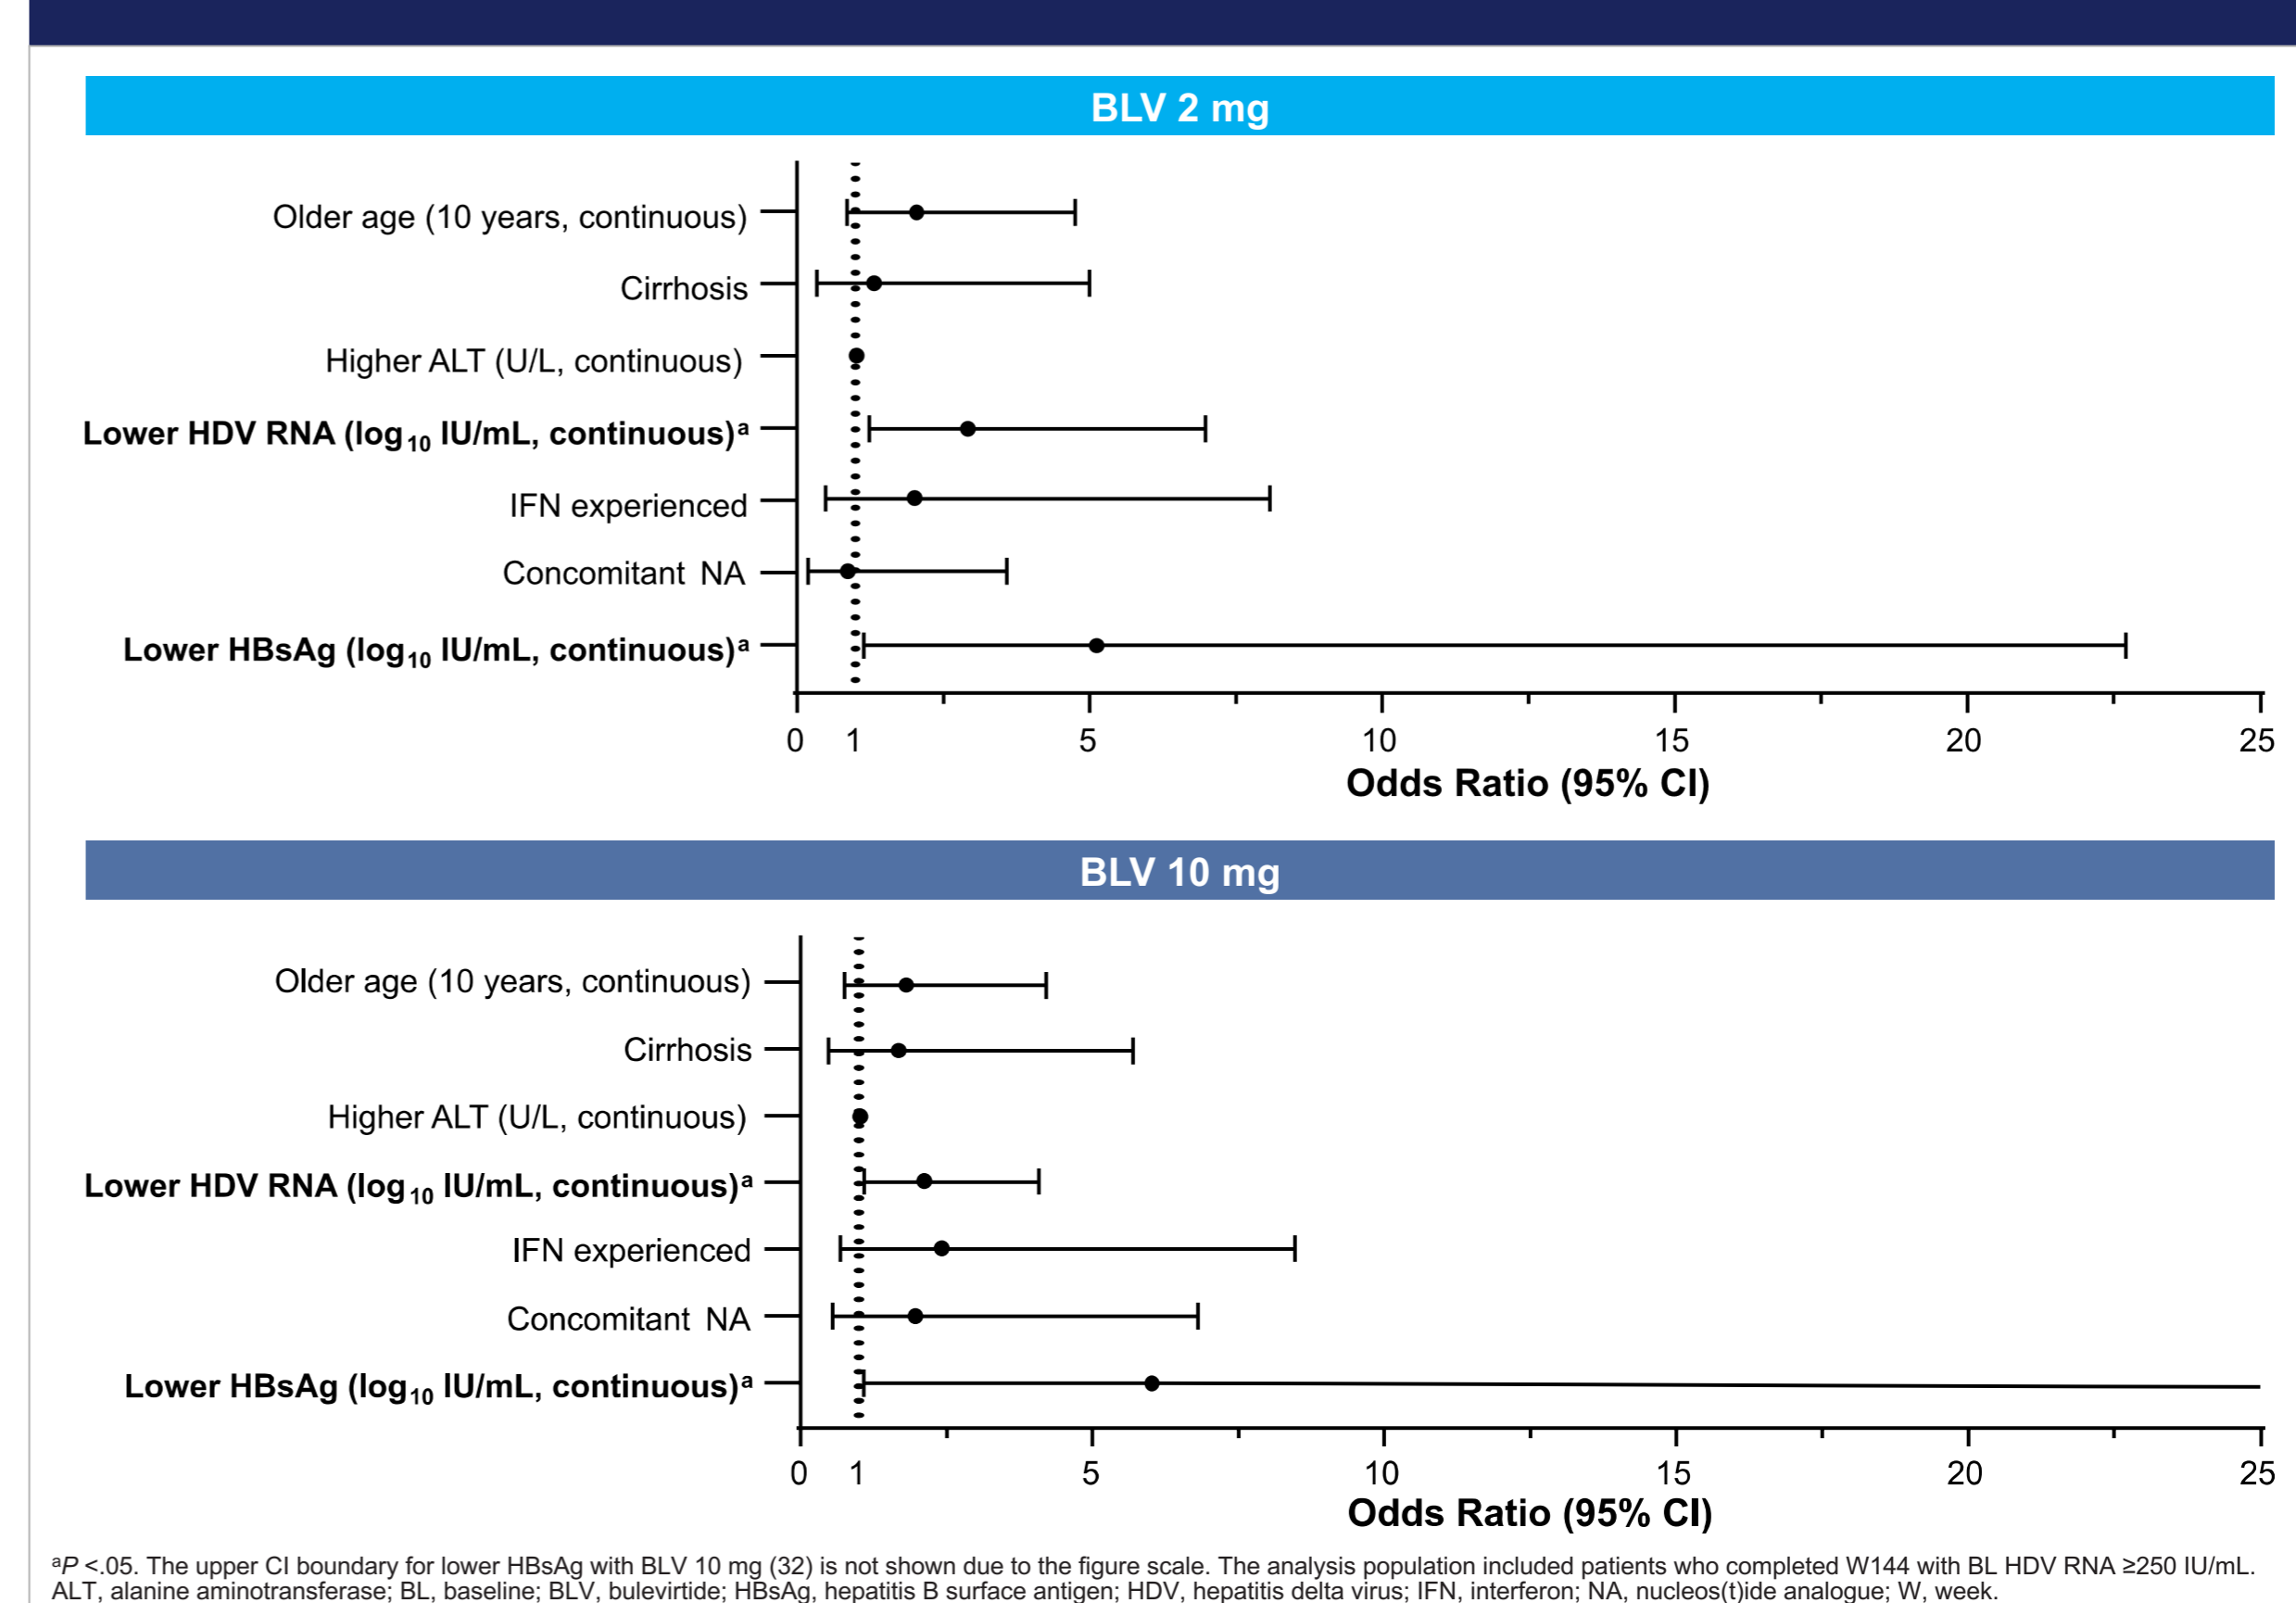 BLV 2 mg
Older age (10 years, continuous)
Cirrhosis
Higher ALT (U/L, continuous)
Lower HDV RNA (log₁₀ IU/mL, continuous)ᵃ
IFN experienced
Concomitant NA
Lower HBsAg (log₁₀ IU/mL, continuous)ᵃ
0 1 5 10 15 20 25
Odds Ratio (95% CI)
BLV 10 mg
Older age (10 years, continuous)
Cirrhosis
Higher ALT (U/L, continuous)
Lower HDV RNA (log₁₀ IU/mL, continuous)ᵃ
IFN experienced
Concomitant NA
Lower HBsAg (log₁₀ IU/mL, continuous)ᵃ
0 1 5 10 15 20 25
Odds Ratio (95% CI)
ᵃP <.05. The upper CI boundary for lower HBsAg with BLV 10 mg (32) is not shown due to the figure scale. The analysis population included patients who completed W144 with BL HDV RNA ≥250 IU/mL.
ALT, alanine aminotransferase; BL, baseline; BLV, bulevirtide; HBsAg, hepatitis B surface antigen; HDV, hepatitis delta virus; IFN, interferon; NA, nucleos(t)ide analogue; W, week.